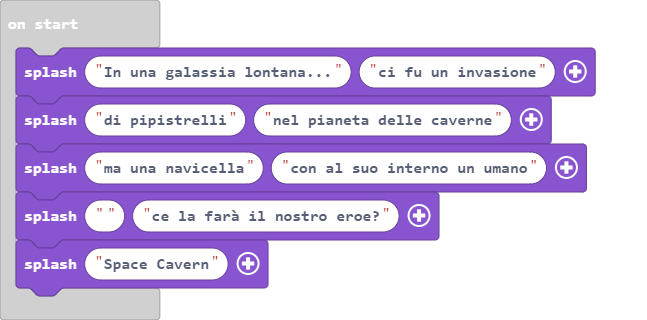 on start
splash "In una galassia lontana..." "ci fu un invasione"
splash "di pipistrelli" "nel pianeta delle caverne"
splash "ma una navicella" "con al suo interno un umano"
splash " " "ce la farà il nostro eroe?"
splash "Space Cavern"